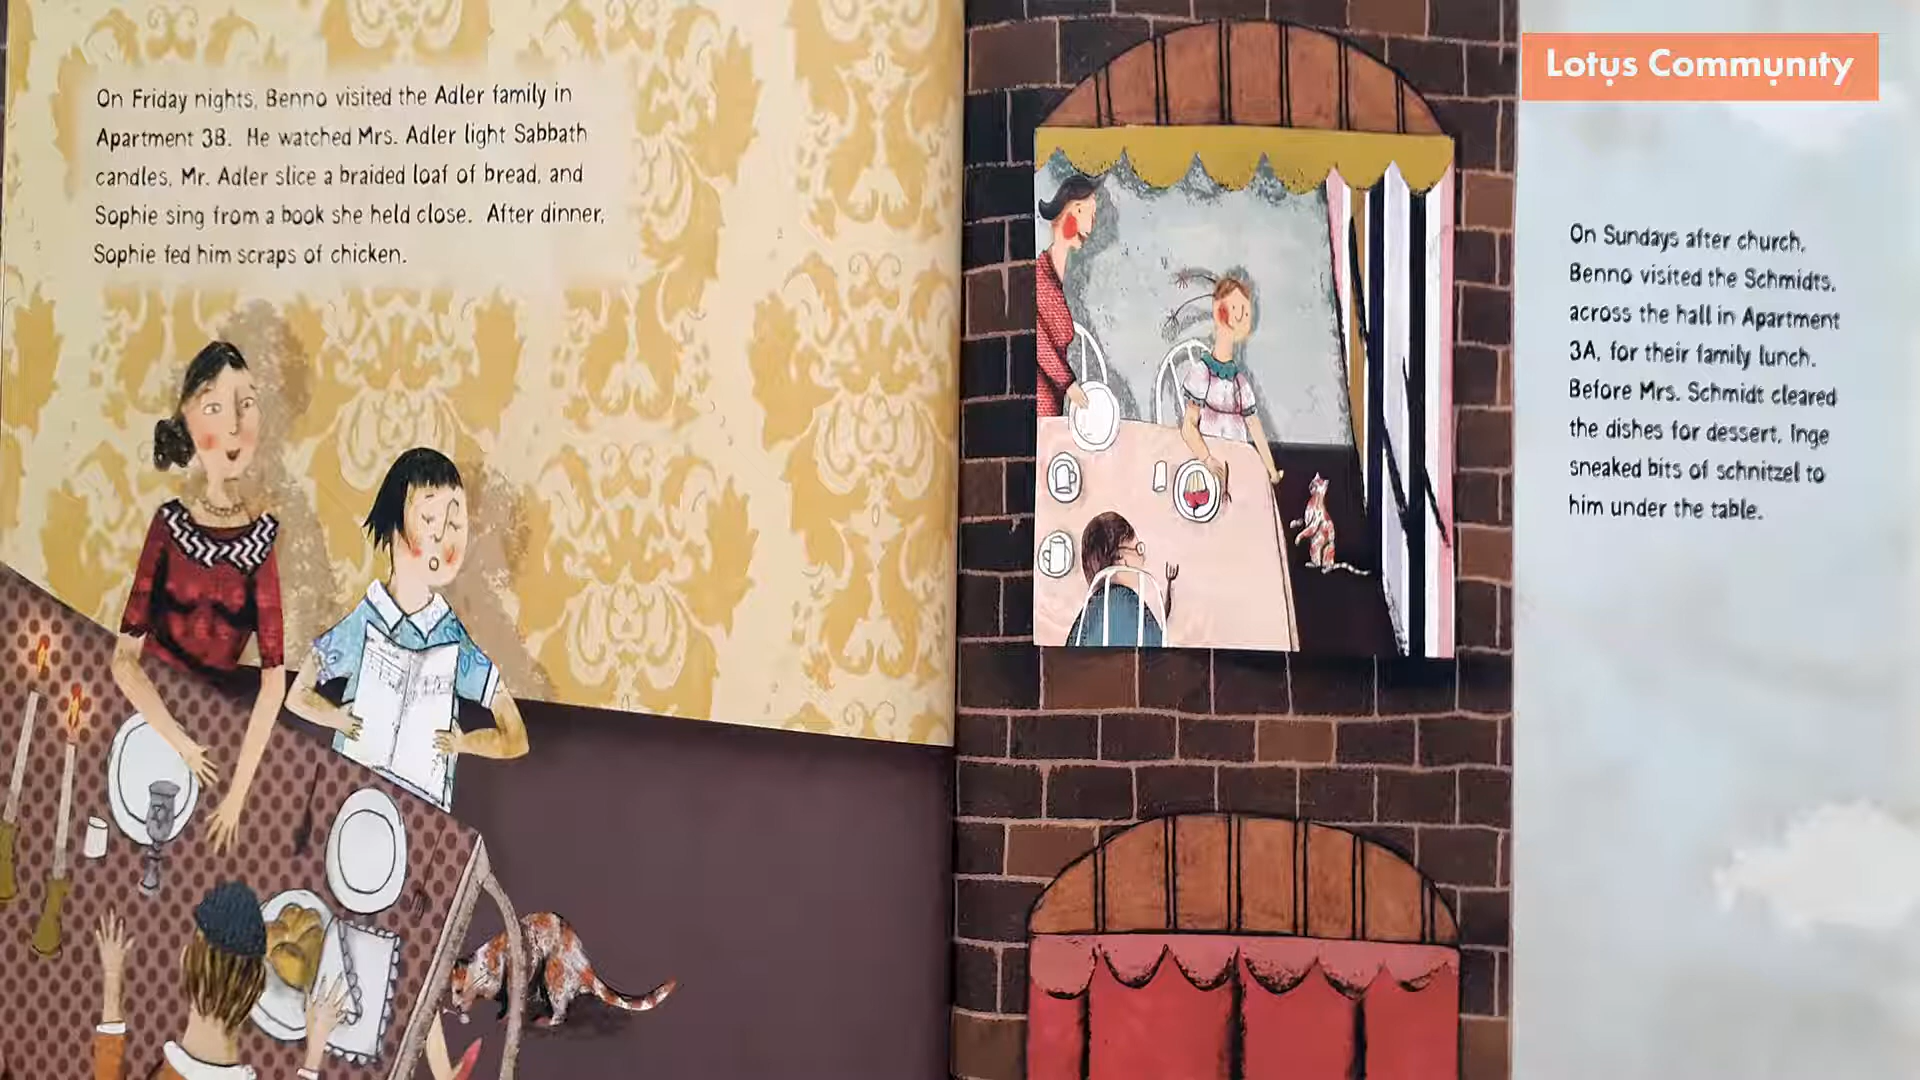 On Friday nights, Benno visited the Adler family in
Apartment 3B. He watched Mrs. Adler light Sabbath
candles, Mr. Adler slice a braided loaf of bread, and
Sophie sing from a book she held close. After dinner,
Sophie fed him scraps of chicken.
Lotus Community
On Sundays after church,
Benno visited the Schmidts,
across the hall in Apartment
3A, for their family lunch.
Before Mrs. Schmidt cleared
the dishes for dessert, Inge
sneaked bits of schnitzel to
him under the table.